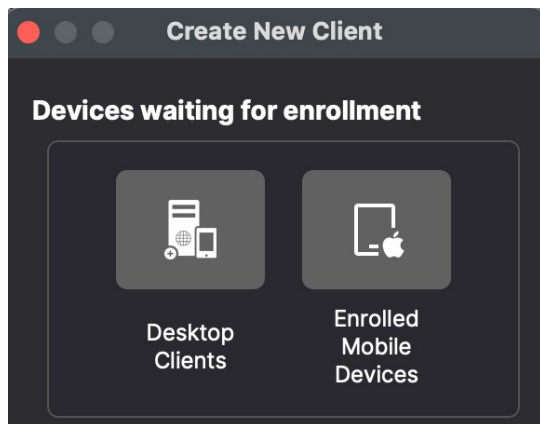 Create New Client
Devices waiting for enrollment
Desktop
Clients
Enrolled
Mobile
Devices